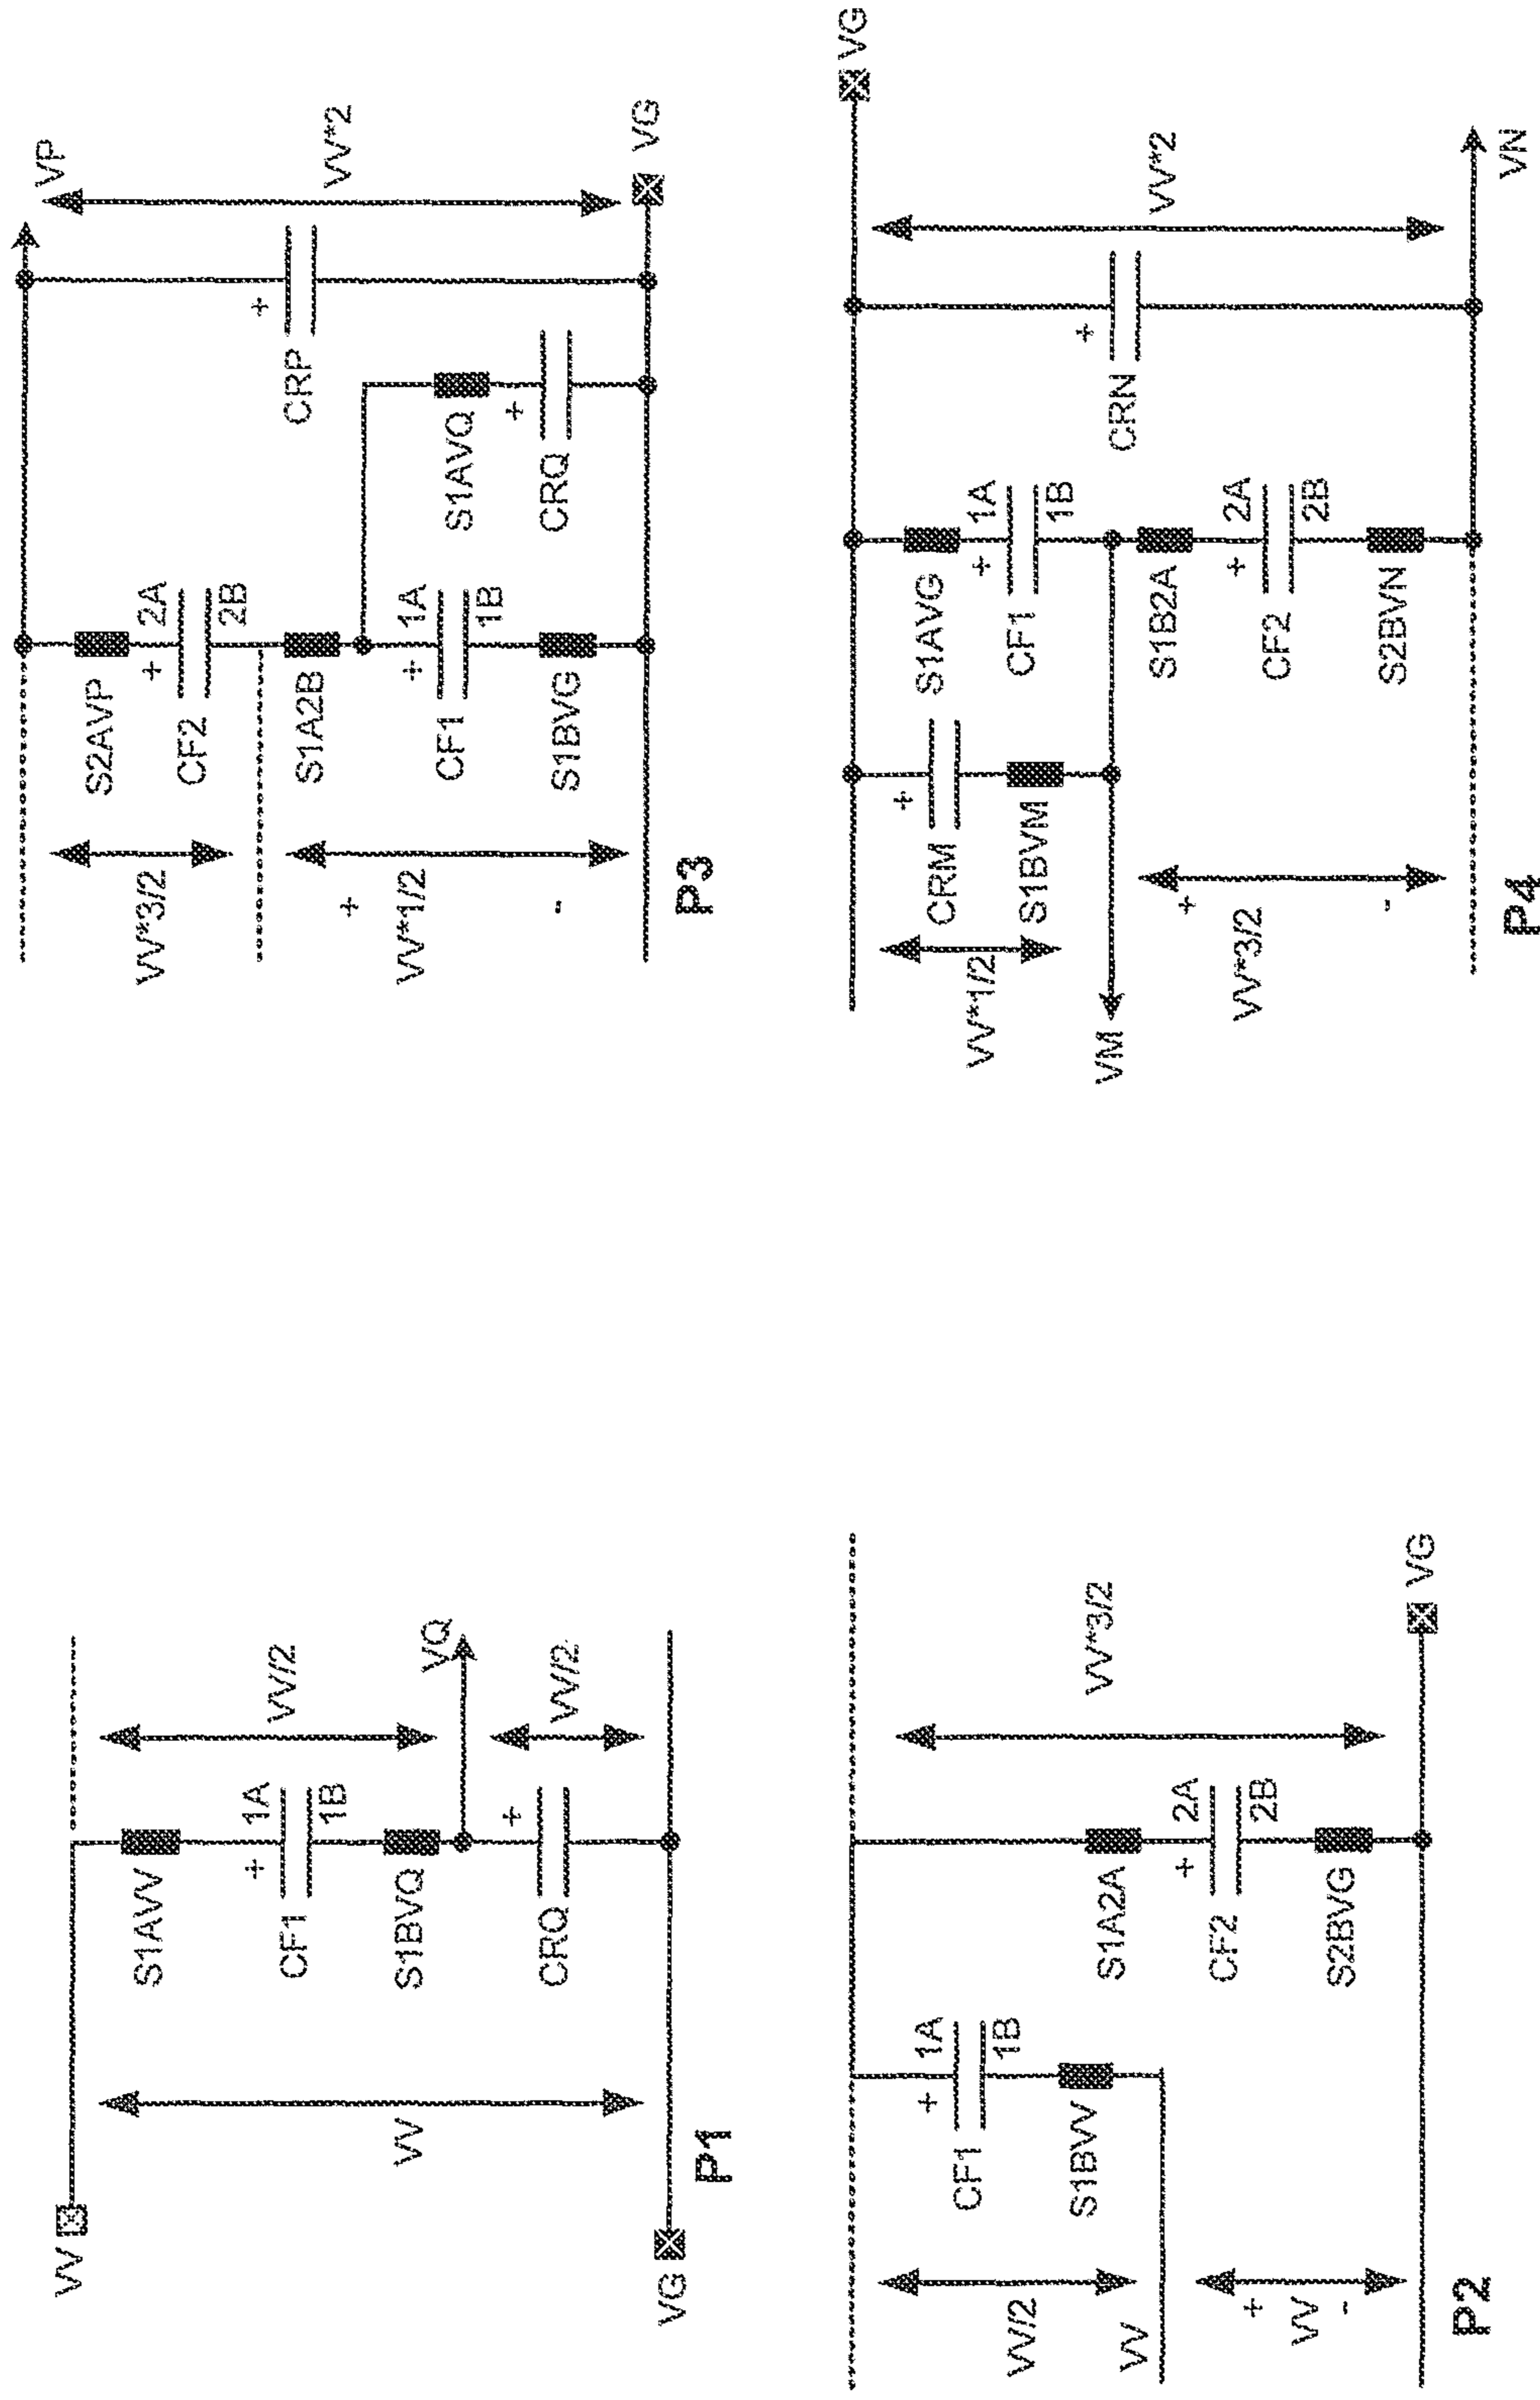 VV
VG
VV
S1AVV
+
CF1
1A
1B
S1BVQ
CRQ
+
VV/2
VQ
VV/2
P1
VV/2
VV
+
VV
-
+
CF1
1A
1B
S1BVV
S1A2A
+
CF2
2A
2B
S2BVG
VV*3/2
VG
P2
VV*3/2
+
VV*1/2
-
S2AVP
+
CF2
2A
2B
S1A2B
+
CF1
1A
1B
S1BVG
S1AVQ
+
CRQ
+
CRP
VP
VV*2
VG
P3
VV*1/2
VM
+
VV*3/2
-
+
CRM
S1BVM
S1AVG
+
CF1
1A
1B
S1B2A
+
CF2
2A
2B
S2BVN
+
CRN
VV*2
VG
VN
P4